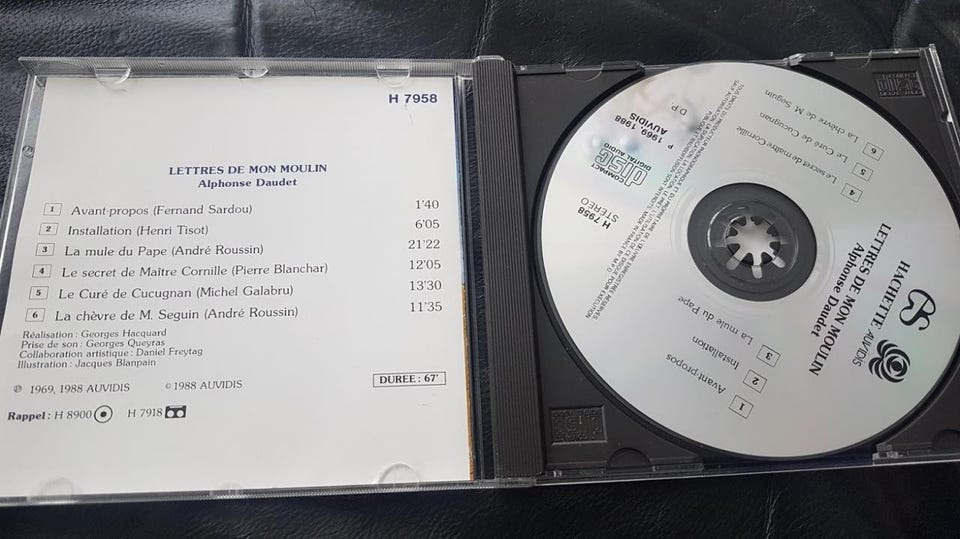 H 7958
LETTRES DE MON MOULIN
Alphonse Daudet
1 Avant-propos (Fernand Sardou) 1'40
2 Installation (Henri Tisot) 6'05
3 La mule du Pape (André Roussin) 21'22
4 Le secret de Maître Cornille (Pierre Blanchar) 12'05
5 Le Curé de Cucugnan (Michel Galabru) 13'30
6 La chèvre de M. Seguin (André Roussin) 11'35
Réalisation : Georges Hacquard
Prise de son : Georges Queyras
Collaboration artistique : Daniel Freytag
Illustration : Jacques Blanpain
℗ 1969, 1988 AUVIDIS © 1988 AUVIDIS
DUREE : 67'
Rappel : H 8900 H 7918
HACHETTE AUVIDIS
LETTRES DE MON MOULIN
Alphonse Daudet
1 Avant-propos
2 Installation
3 La mule du Pape
4 Le secret de maître Cornille
5 Le Curé de Cucugnan
6 La chèvre de M. Seguin
H 7958
STEREO
COMPACT
disc
DIGITAL AUDIO
P 1969, 1988
AUVIDIS
DP